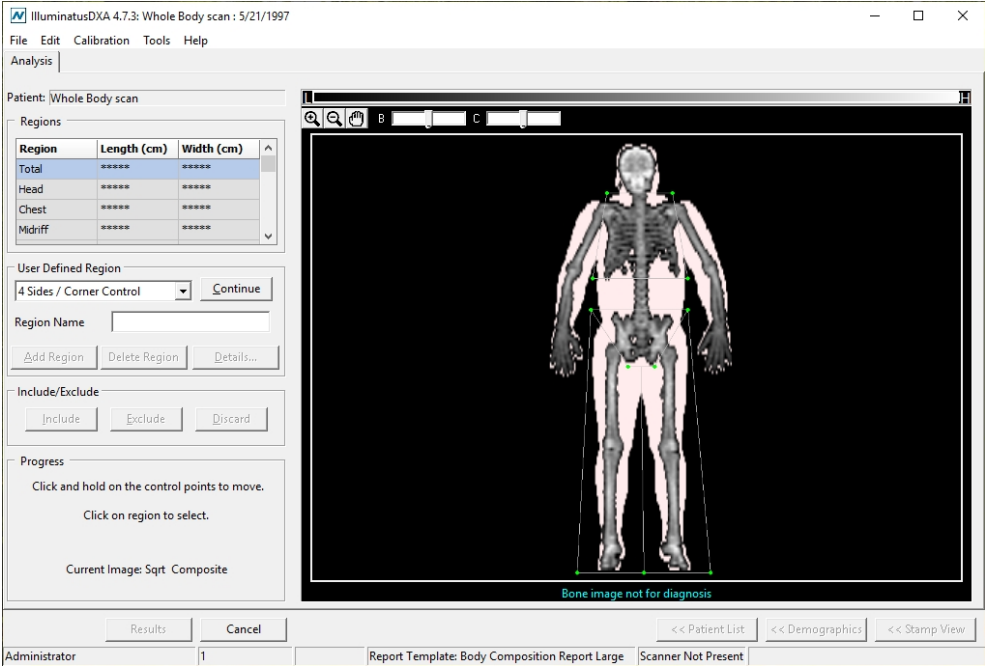 IlluminatusDXA 4.7.3: Whole Body scan : 5/21/1997
File Edit Calibration Tools Help
Analysis
Patient: Whole Body scan
Regions
Region Length (cm) Width (cm)
Total ***** *****
Head ***** *****
Chest ***** *****
Midriff ***** *****
User Defined Region
4 Sides / Corner Control Continue
Region Name
Add Region Delete Region Details...
Include/Exclude
Include Exclude Discard
Progress
Click and hold on the control points to move.
Click on region to select.
Current Image: Sqrt Composite
L H
B C
Bone image not for diagnosis
Results Cancel << Patient List << Demographics << Stamp View
Administrator 1 Report Template: Body Composition Report Large Scanner Not Present